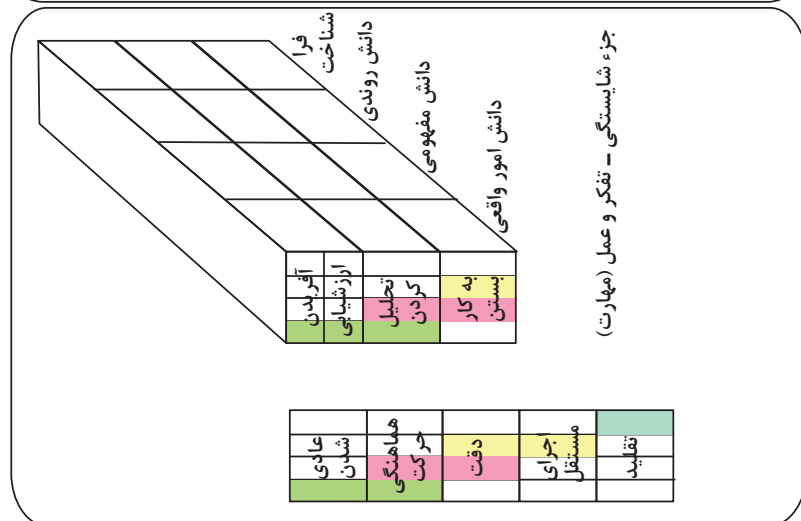 جزء شایستگی – تفکر و عمل (مهارت)
فرا
شناخت
دانش روندی
دانش مفهومی
دانش امور واقعی
آفریدن
ارزشیابی
تحلیل
کردن
به کار
بستن
عادی
شدن
هماهنگی
حرکت
دقت
اجرای
مستقل
تقلید